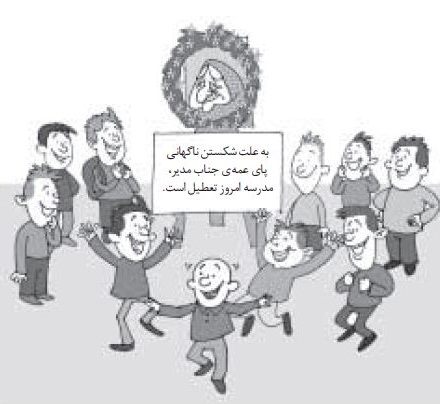 به علت شکستن ناگهانی
پای عمه‌ی جناب مدیر،
مدرسه امروز تعطیل است.